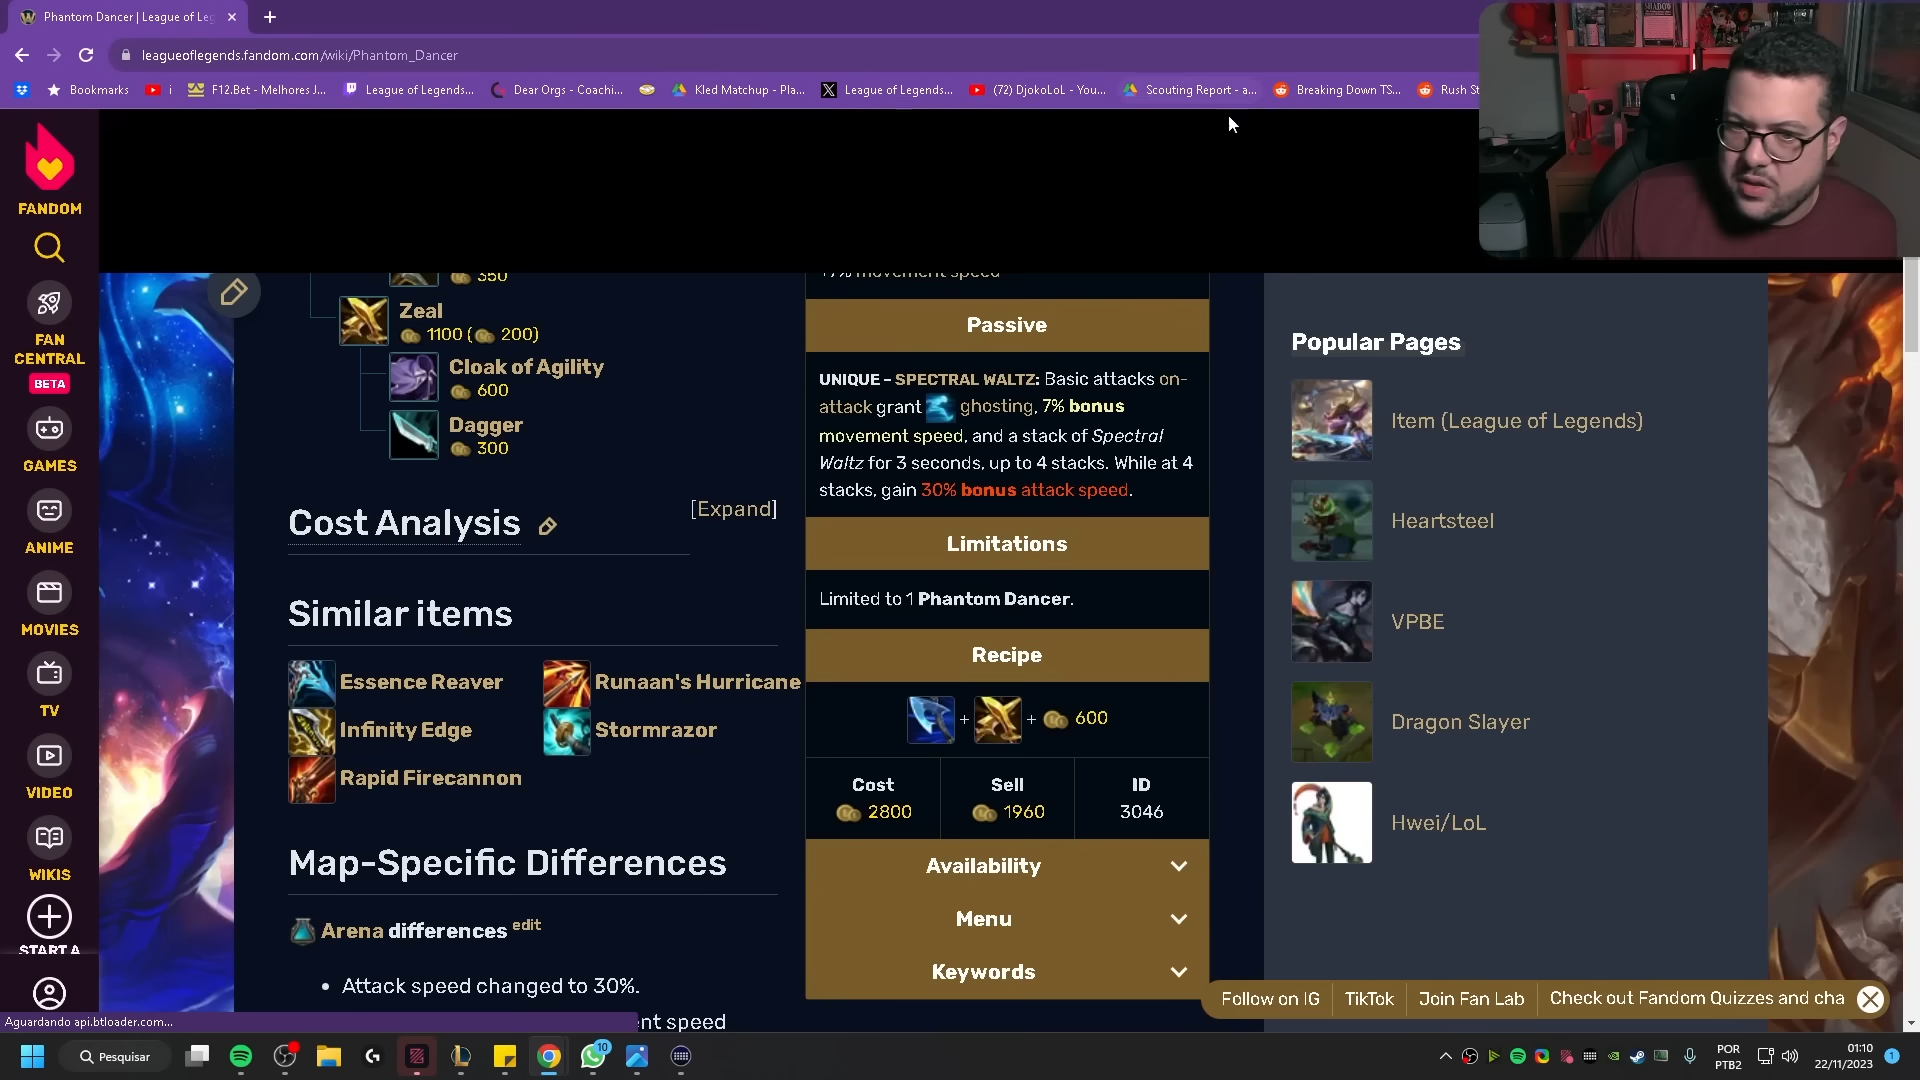 Phantom Dancer | League of Leg
leagueoflegends.fandom.com/wiki/Phantom_Dancer
Bookmarks
i
F12.Bet - Melhores J...
League of Legends...
Dear Orgs - Coachi...
Kled Matchup - Pla...
League of Legends...
(72) DjokoLoL - You...
Scouting Report - a...
Breaking Down TS...
Rush St
FANDOM
FAN
CENTRAL
BETA
GAMES
ANIME
MOVIES
TV
VIDEO
WIKIS
START A
350
Zeal
1100 ( 200)
Cloak of Agility
600
Dagger
300
Cost Analysis
[Expand]
Similar items
Essence Reaver
Runaan's Hurricane
Infinity Edge
Stormrazor
Rapid Firecannon
Map-Specific Differences
Arena differences edit
• Attack speed changed to 30%.
nt speed
+7% movement speed
Passive
UNIQUE – SPECTRAL WALTZ: Basic attacks on-
attack grant ghosting, 7% bonus
movement speed, and a stack of Spectral
Waltz for 3 seconds, up to 4 stacks. While at 4
stacks, gain 30% bonus attack speed.
Limitations
Limited to 1 Phantom Dancer.
Recipe
+ + 600
Cost
Sell
ID
2800
1960
3046
Availability
Menu
Keywords
Popular Pages
Item (League of Legends)
Heartsteel
VPBE
Dragon Slayer
Hwei/LoL
Follow on IG
TikTok
Join Fan Lab
Check out Fandom Quizzes and cha
Aguardando api.btloader.com...
Pesquisar
10
POR
PTB2
01:10
22/11/2023
1